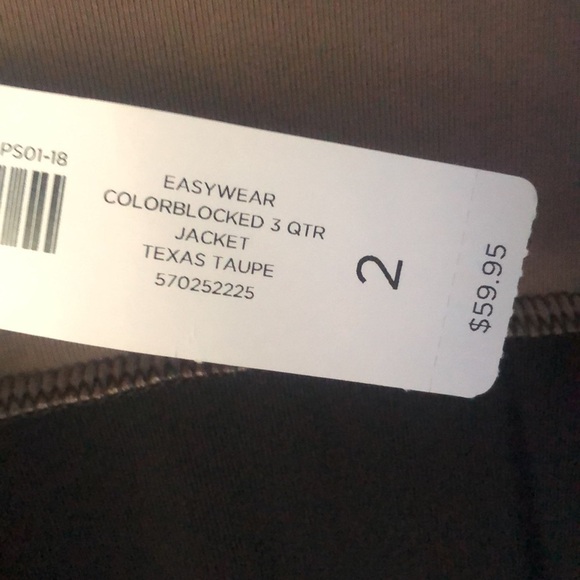 PS01-18
EASYWEAR
COLORBLOCKED 3 QTR
JACKET
TEXAS TAUPE
570252225
2
$59.95